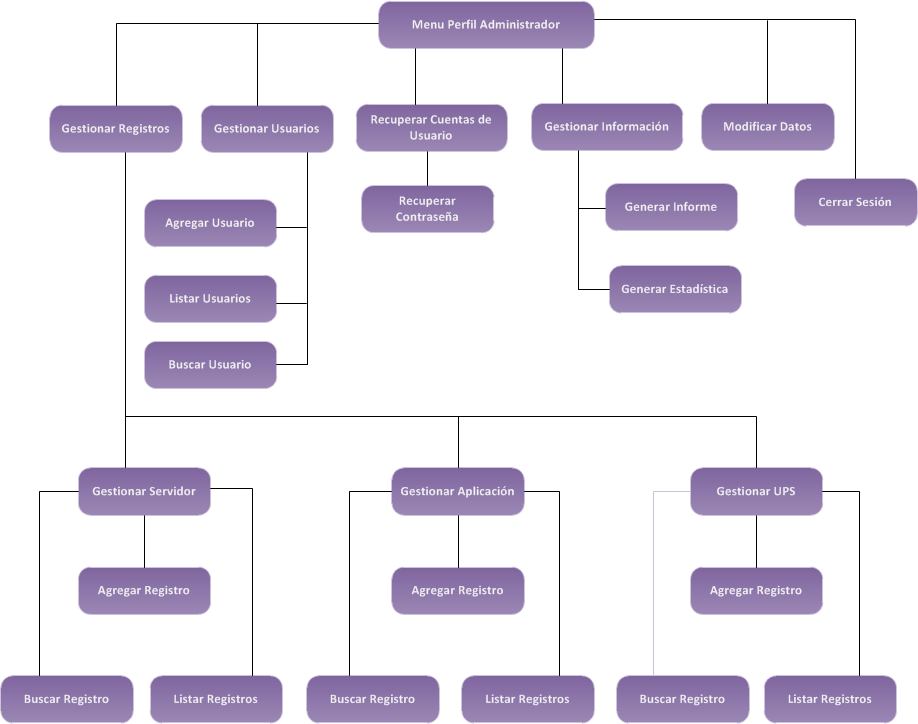 Menu Perfil Administrador
Gestionar Registros
Gestionar Usuarios
Recuperar Cuentas de
Usuario
Gestionar Información
Modificar Datos
Recuperar
Contraseña
Generar Informe
Cerrar Sesión
Agregar Usuario
Generar Estadística
Listar Usuarios
Buscar Usuario
Gestionar Servidor
Gestionar Aplicación
Gestionar UPS
Agregar Registro
Agregar Registro
Agregar Registro
Buscar Registro
Listar Registros
Buscar Registro
Listar Registros
Buscar Registro
Listar Registros